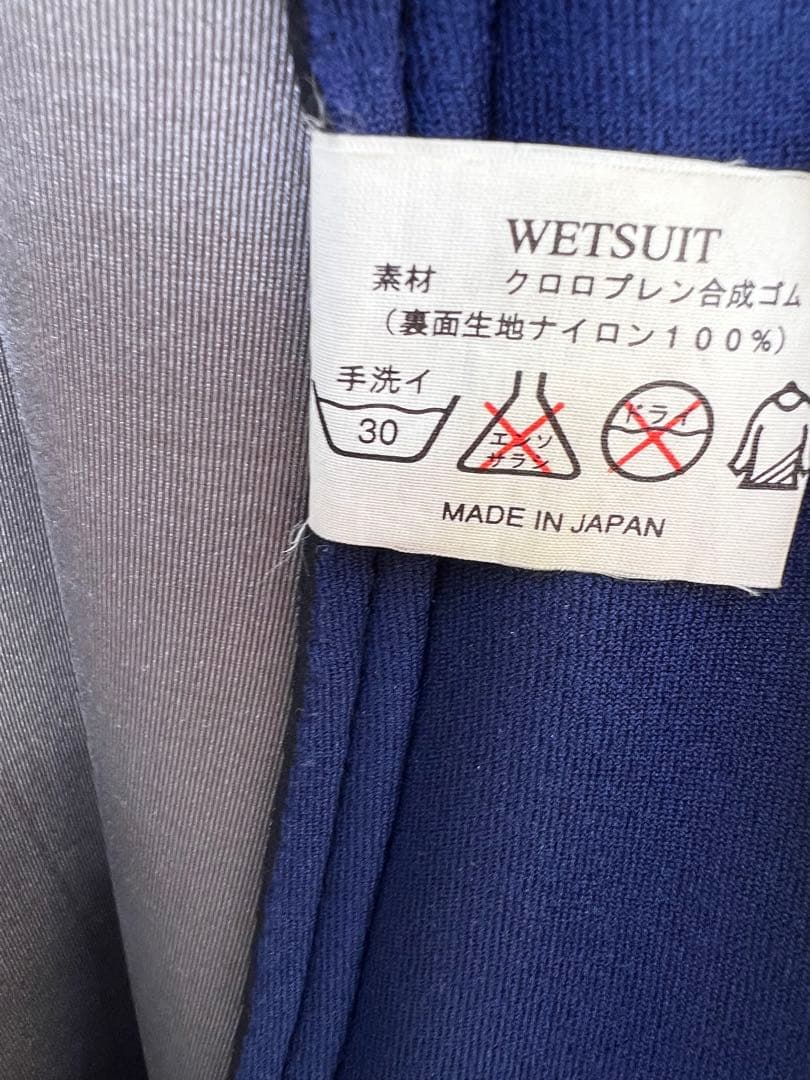 WETSUIT
素材 クロロプレン合成ゴム
（裏面生地ナイロン１００％）
手洗イ
30
エンソ
サラシ
ドライ
MADE IN JAPAN